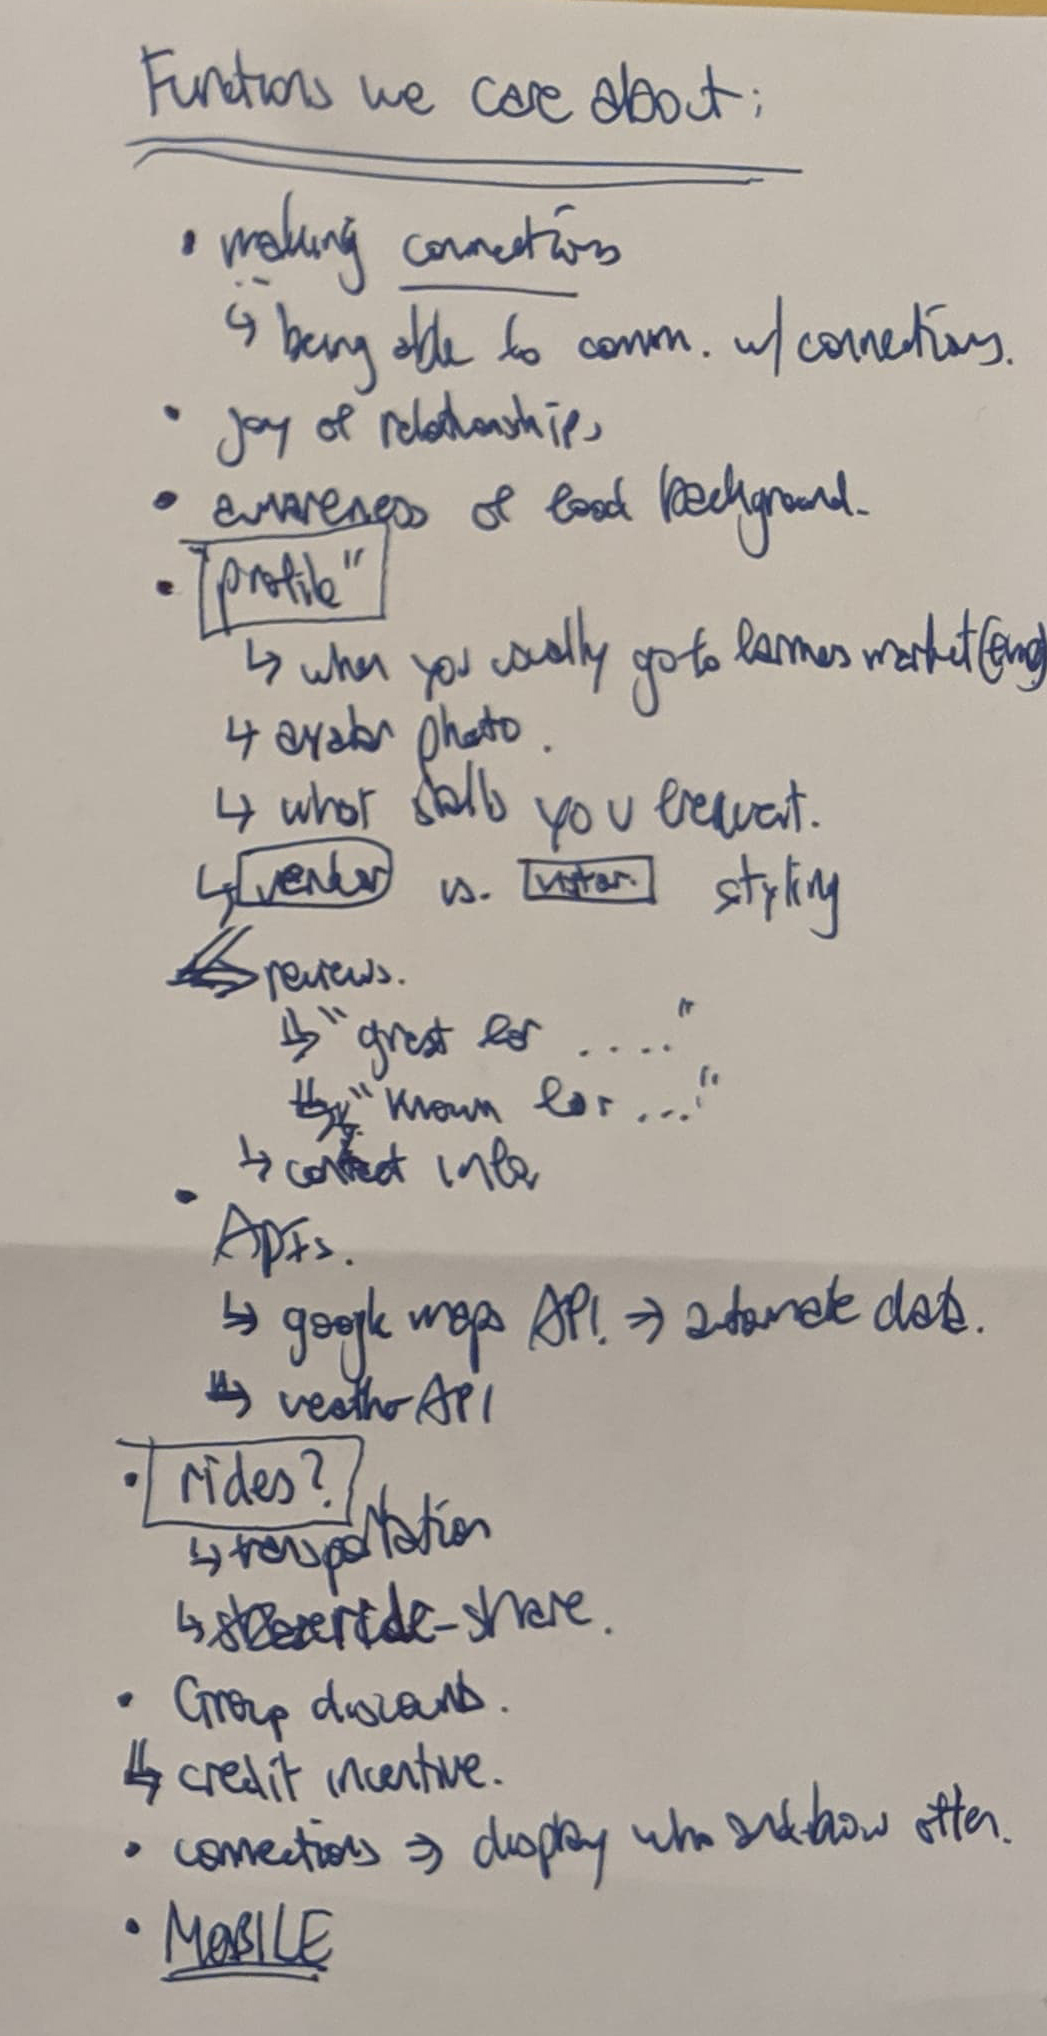 Functions we care about:
• making connections
↳ being able to comm. w/ connections.
• joy of relationships
• awareness of food background.
• "profile"
↳ when you usually go to farmers market
↳ avatar photo.
↳ what stalls you frequent.
↳ vendor vs. visitor. styling
↳ reviews.
↳ "great for ...."
↳ "known for ..."
↳ contact info
• APIs.
↳ google maps API. ⇒ automate data.
↳ weather API
• rides?
↳ transportation
↳ ride-share.
• Group discounts.
↳ credit incentive.
• connections ⇒ display who and how often.
• MOBILE